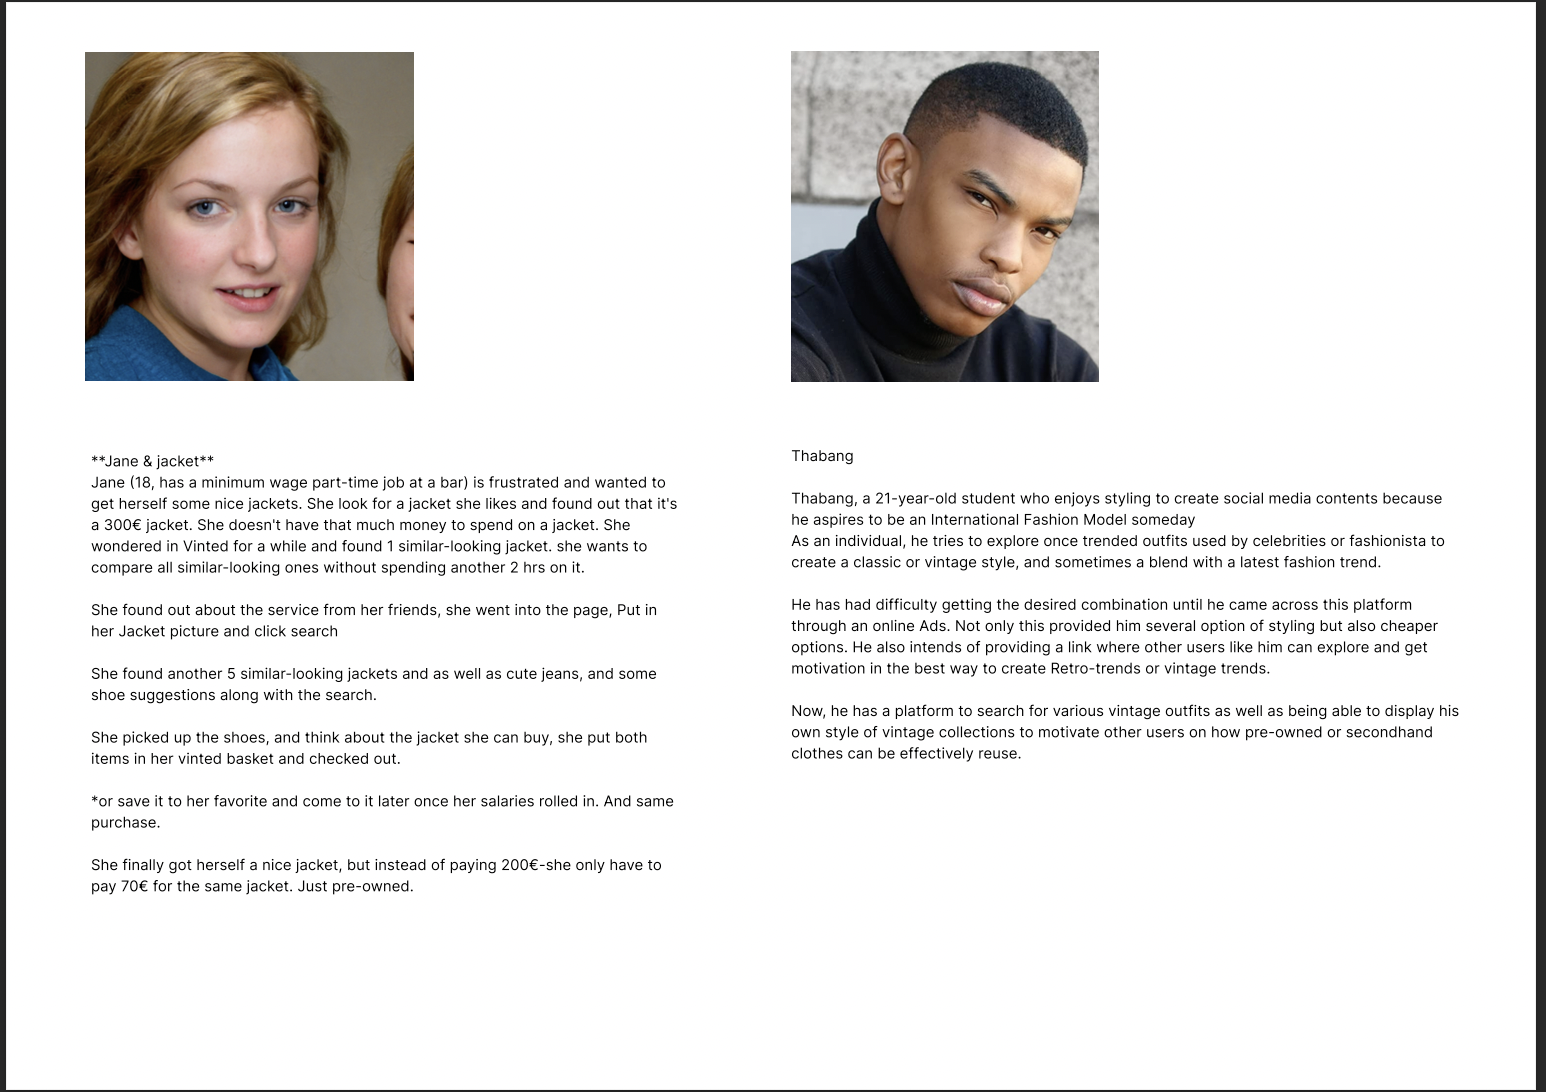 **Jane & jacket**
Jane (18, has a minimum wage part-time job at a bar) is frustrated and wanted to
get herself some nice jackets. She look for a jacket she likes and found out that it's
a 300€ jacket. She doesn't have that much money to spend on a jacket. She
wondered in Vinted for a while and found 1 similar-looking jacket. she wants to
compare all similar-looking ones without spending another 2 hrs on it.
She found out about the service from her friends, she went into the page, Put in
her Jacket picture and click search
She found another 5 similar-looking jackets and as well as cute jeans, and some
shoe suggestions along with the search.
She picked up the shoes, and think about the jacket she can buy, she put both
items in her vinted basket and checked out.
*or save it to her favorite and come to it later once her salaries rolled in. And same
purchase.
She finally got herself a nice jacket, but instead of paying 200€-she only have to
pay 70€ for the same jacket. Just pre-owned.
Thabang
Thabang, a 21-year-old student who enjoys styling to create social media contents because
he aspires to be an International Fashion Model someday
As an individual, he tries to explore once trended outfits used by celebrities or fashionista to
create a classic or vintage style, and sometimes a blend with a latest fashion trend.
He has had difficulty getting the desired combination until he came across this platform
through an online Ads. Not only this provided him several option of styling but also cheaper
options. He also intends of providing a link where other users like him can explore and get
motivation in the best way to create Retro-trends or vintage trends.
Now, he has a platform to search for various vintage outfits as well as being able to display his
own style of vintage collections to motivate other users on how pre-owned or secondhand
clothes can be effectively reuse.